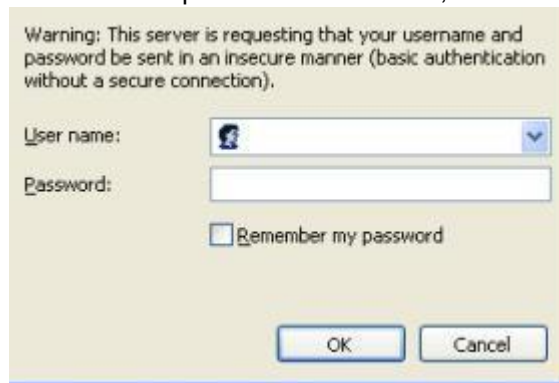 Warning: This server is requesting that your username and
password be sent in an insecure manner (basic authentication
without a secure connection).
User name:
Password:
Remember my password
OK
Cancel